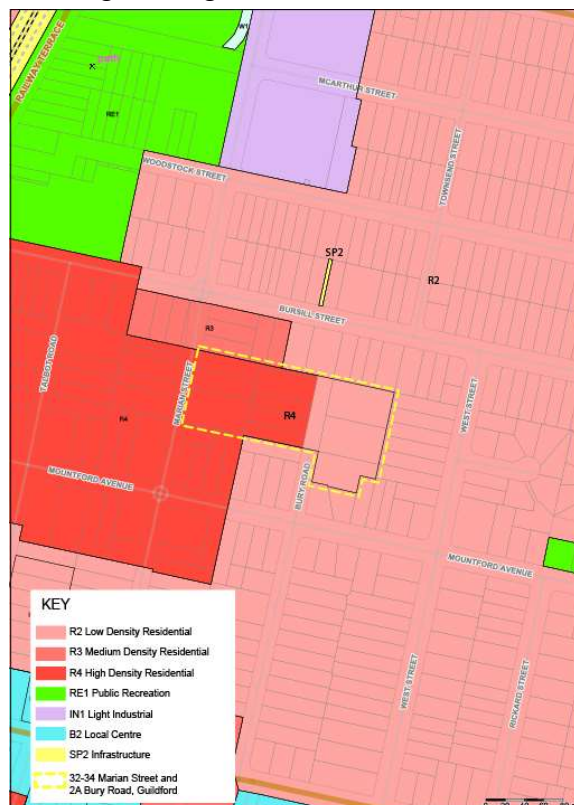 RAILWAY TERRACE
path
W1
RE1
MCARTHUR STREET
WOODSTOCK STREET
TOWNSEND STREET
SP2
R2
BURSILL STREET
R3
TALBOT ROAD
MARIAN STREET
R4
R4
WEST STREET
BURY ROAD
MOUNTFORD AVENUE
MOUNTFORD AVENUE
WEST STREET
RICKARD STREET
KEY
R2 Low Density Residential
R3 Medium Density Residential
R4 High Density Residential
RE1 Public Recreation
IN1 Light Industrial
B2 Local Centre
SP2 Infrastructure
32-34 Marian Street and
2A Bury Road, Guildford